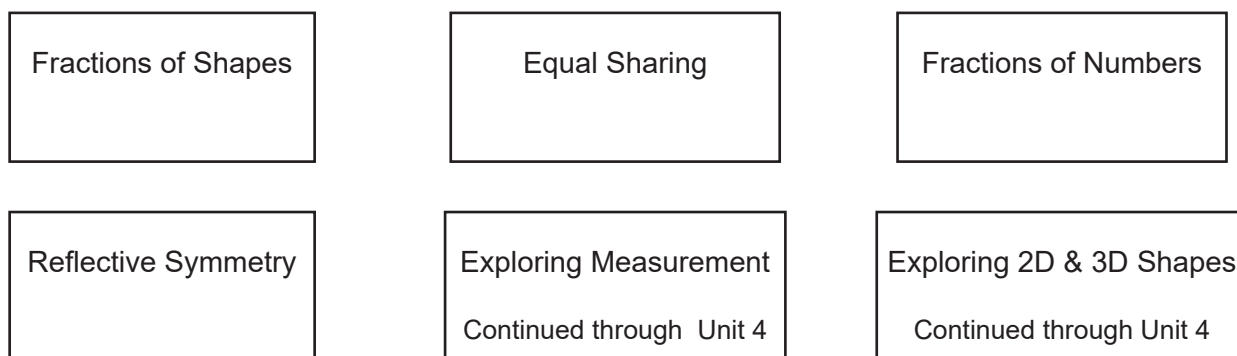 Fractions of Shapes
Equal Sharing
Fractions of Numbers
Reflective Symmetry
Exploring Measurement
Continued through Unit 4
Exploring 2D & 3D Shapes
Continued through Unit 4